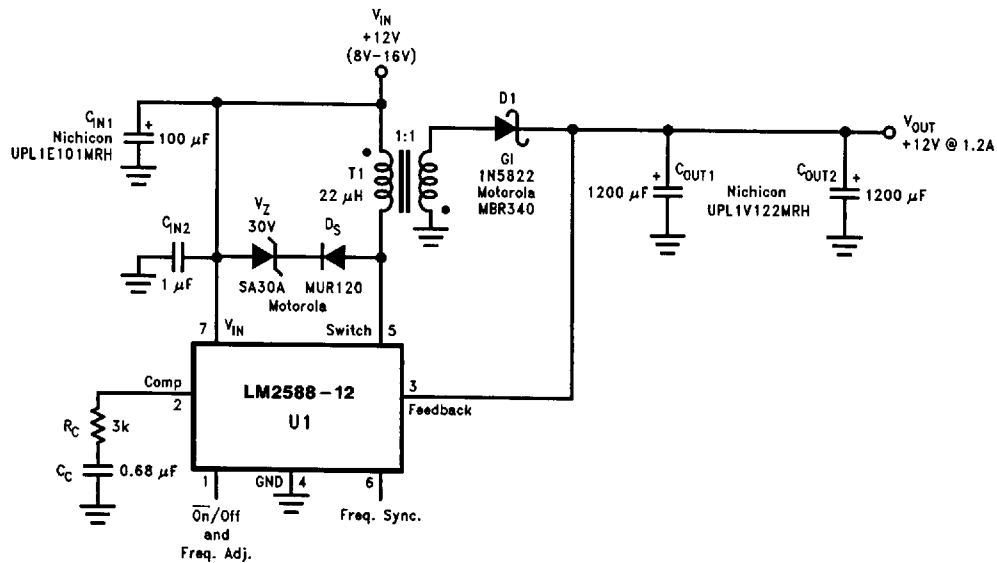 V_IN
+12V
(8V-16V)
C_IN1
Nichicon
UPL1E101MRH
+
100 μF
T1
22 μH
1:1
D1
GI
1N5822
Motorola
MBR340
V_OUT
+12V @ 1.2A
1200 μF
+
C_OUT1
Nichicon
UPL1V122MRH
C_OUT2
+
1200 μF
C_IN2
1 μF
V_Z
30V
D_S
SA30A
MUR120
Motorola
7
V_IN
Switch
5
Comp
2
LM2588-12
U1
3
Feedback
R_C
3k
C_C
0.68 μF
1
GND
4
6
O̅n̅/Off
and
Freq. Adj.
Freq. Sync.